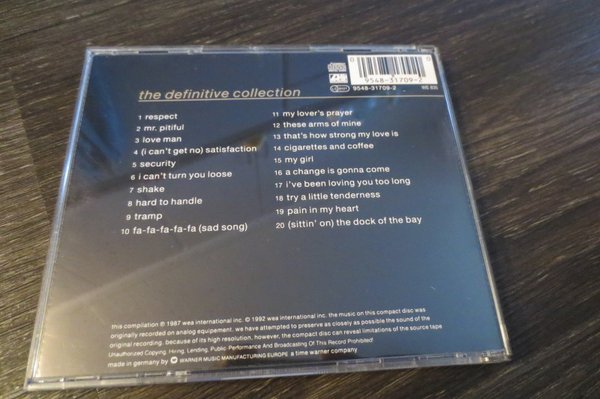 the definitive collection
0 9548-31709-2
9548-31709-2
1 respect
2 mr. pitiful
3 love man
4 (i can't get no) satisfaction
5 security
6 i can't turn you loose
7 shake
8 hard to handle
9 tramp
10 fa-fa-fa-fa-fa (sad song)
11 my lover's prayer
12 these arms of mine
13 that's how strong my love is
14 cigarettes and coffee
15 my girl
16 a change is gonna come
17 i've been loving you too long
18 try a little tenderness
19 pain in my heart
20 (sittin' on) the dock of the bay
this compilation ℗ 1987 wea international inc. © 1992 wea international inc. the music on this compact disc was
originally recorded on analog equipement. we have attempted to preserve as closely as possible the sound of the
original recording. because of its high resolution, however, the compact disc can reveal limitations of the source tape
Unauthorized Copying, Hiring, Lending, Public Performance And Broadcasting Of This Record Prohibited!
made in germany by WARNER MUSIC MANUFACTURING EUROPE a time warner company